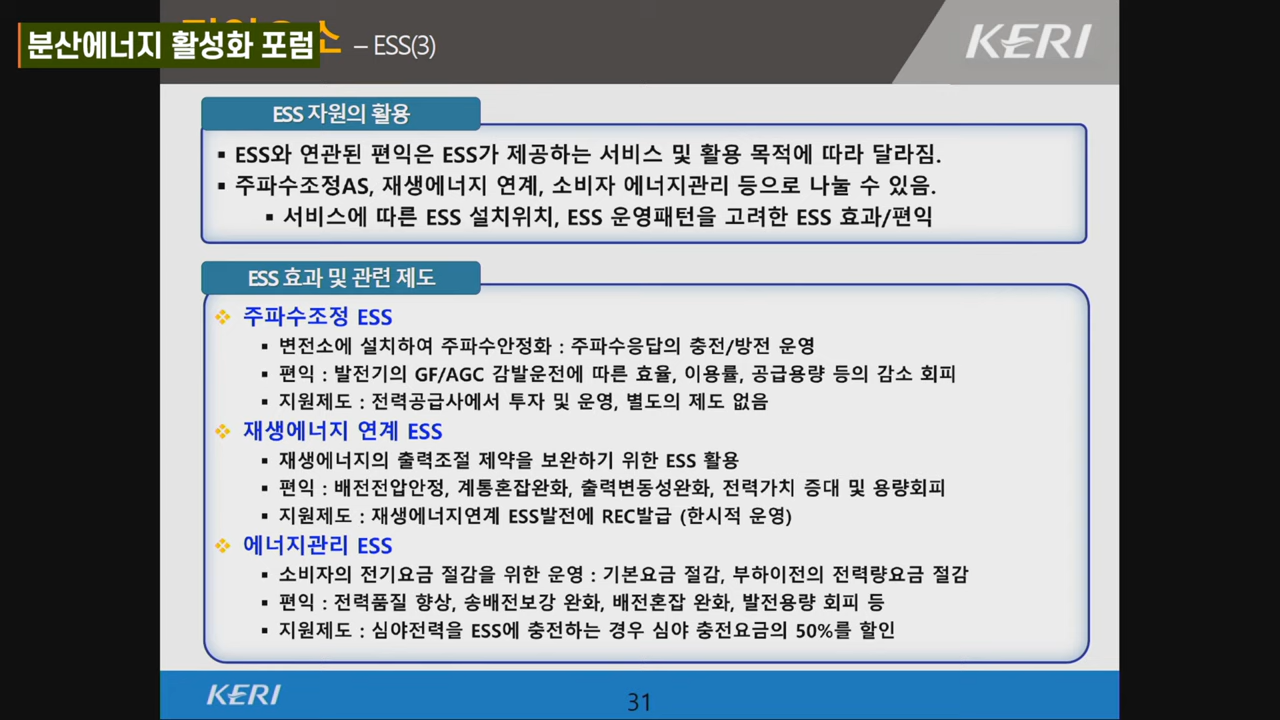 분산에너지 활성화 포럼
– ESS(3)
KERI
ESS 자원의 활용
▪ ESS와 연관된 편익은 ESS가 제공하는 서비스 및 활용 목적에 따라 달라짐.
▪ 주파수조정AS, 재생에너지 연계, 소비자 에너지관리 등으로 나눌 수 있음.
▪ 서비스에 따른 ESS 설치위치, ESS 운영패턴을 고려한 ESS 효과/편익
ESS 효과 및 관련 제도
❖ 주파수조정 ESS
▪ 변전소에 설치하여 주파수안정화 : 주파수응답의 충전/방전 운영
▪ 편익 : 발전기의 GF/AGC 감발운전에 따른 효율, 이용률, 공급용량 등의 감소 회피
▪ 지원제도 : 전력공급사에서 투자 및 운영, 별도의 제도 없음
❖ 재생에너지 연계 ESS
▪ 재생에너지의 출력조절 제약을 보완하기 위한 ESS 활용
▪ 편익 : 배전전압안정, 계통혼잡완화, 출력변동성완화, 전력가치 증대 및 용량회피
▪ 지원제도 : 재생에너지연계 ESS발전에 REC발급 (한시적 운영)
❖ 에너지관리 ESS
▪ 소비자의 전기요금 절감을 위한 운영 : 기본요금 절감, 부하이전의 전력량요금 절감
▪ 편익 : 전력품질 향상, 송배전보강 완화, 배전혼잡 완화, 발전용량 회피 등
▪ 지원제도 : 심야전력을 ESS에 충전하는 경우 심야 충전요금의 50%를 할인
KERI
31